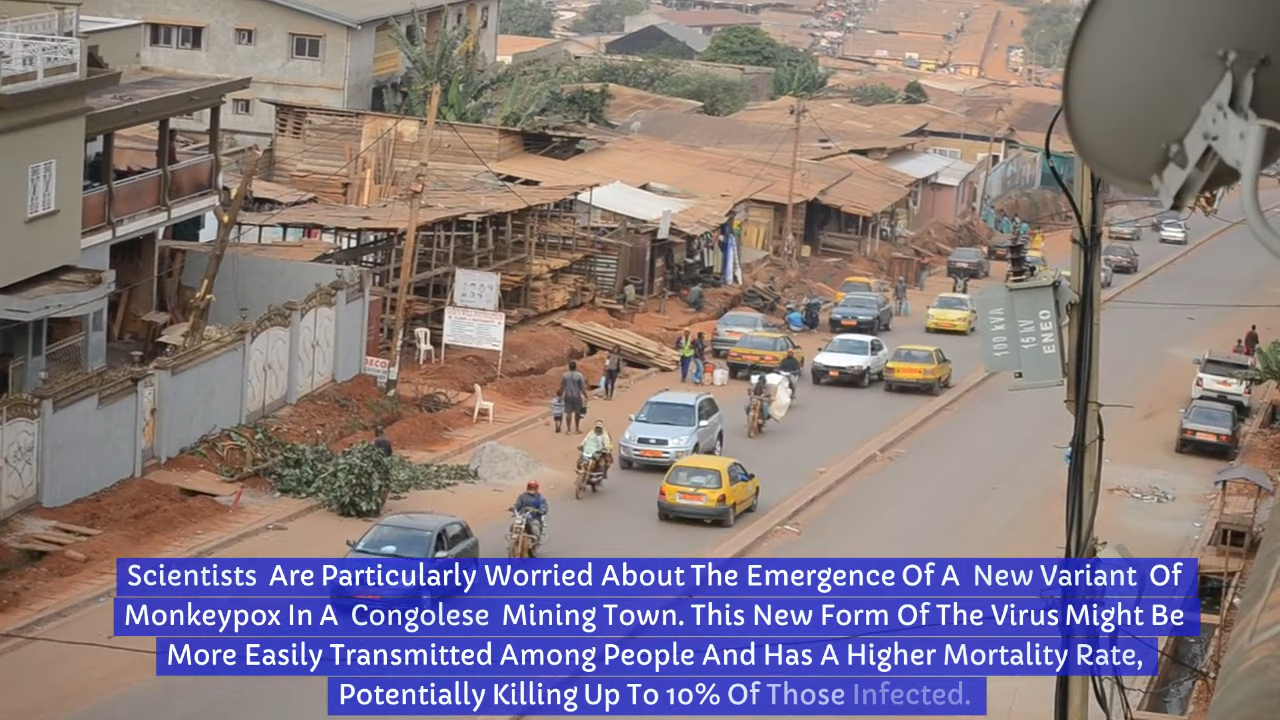 100 kVA
15 kV
ENEO
DECO
Scientists Are Particularly Worried About The Emergence Of A New Variant Of
Monkeypox In A Congolese Mining Town. This New Form Of The Virus Might Be
More Easily Transmitted Among People And Has A Higher Mortality Rate,
Potentially Killing Up To 10% Of Those Infected.